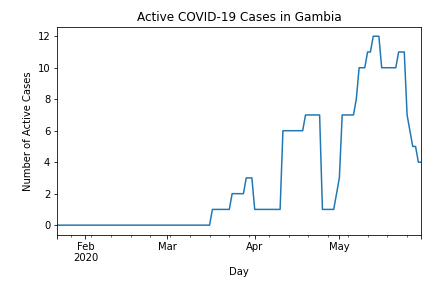 Active COVID-19 Cases in Gambia
12
10
8
6
4
2
0
Number of Active Cases
Feb
2020
Mar
Apr
May
Day